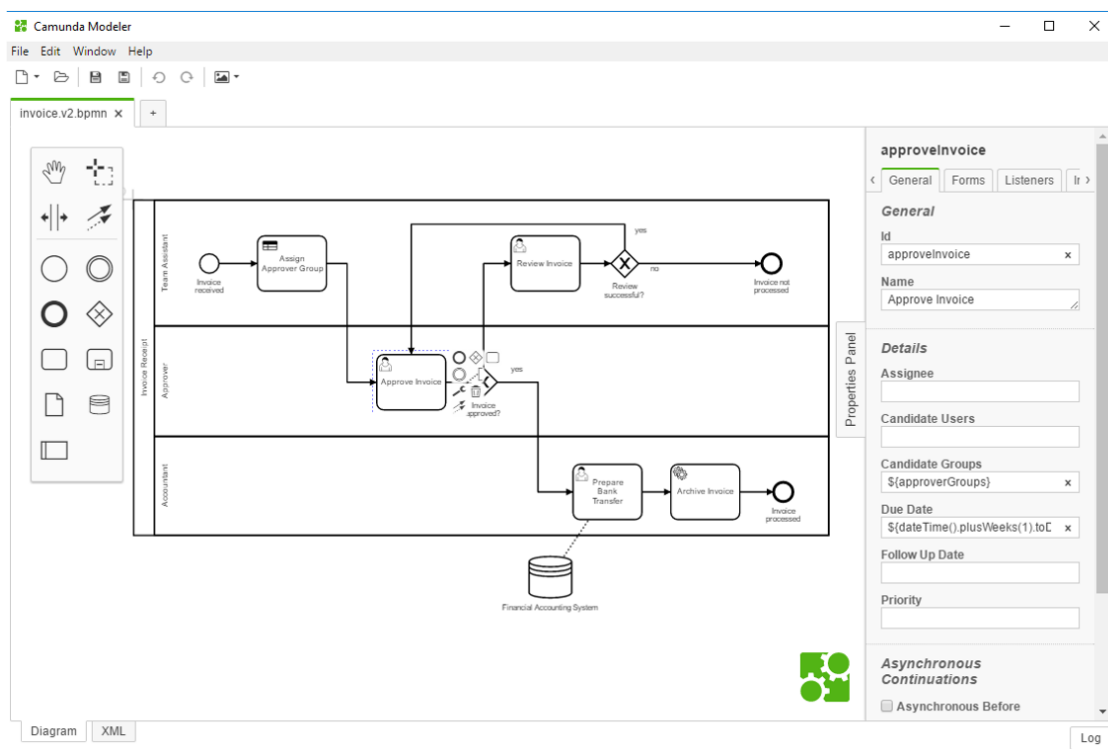 Camunda Modeler
File Edit Window Help
invoice.v2.bpmn
+
Invoice Receipt
Team Assistant
Invoice
received
Assign
Approver Group
Review Invoice
yes
no
Review
successful?
Invoice not
processed
Approver
Approve Invoice
yes
Invoice
approved?
Accountant
Prepare
Bank
Transfer
Archive Invoice
Invoice
processed
Financial Accounting System
Properties Panel
approveInvoice
General Forms Listeners
General
Id
approveInvoice
Name
Approve Invoice
Details
Assignee
Candidate Users
Candidate Groups
${approverGroups}
Due Date
${dateTime().plusWeeks(1).toD
Follow Up Date
Priority
Asynchronous
Continuations
Asynchronous Before
Diagram XML
Log